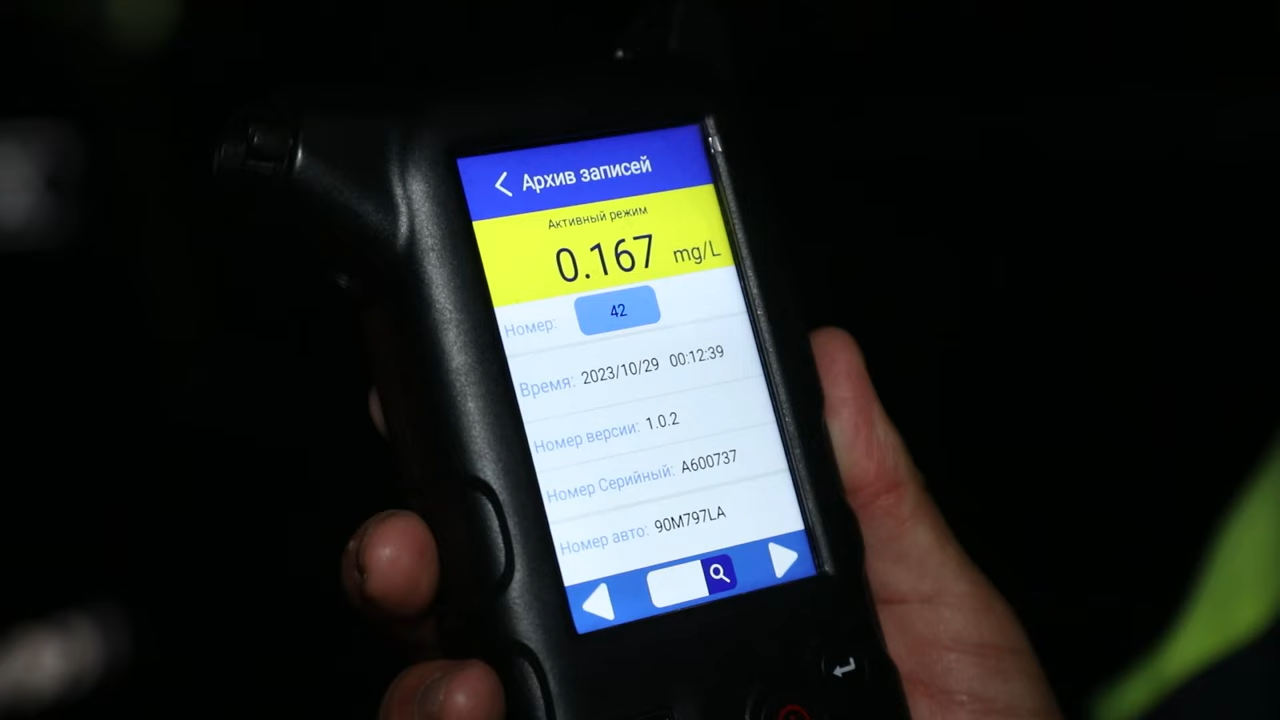 Архив записей
Активный режим
0.167 mg/L
Номер: 42
Время: 2023/10/29 00:12:39
Номер версии: 1.0.2
Номер Серийный: A600737
Номер авто: 90M797LA